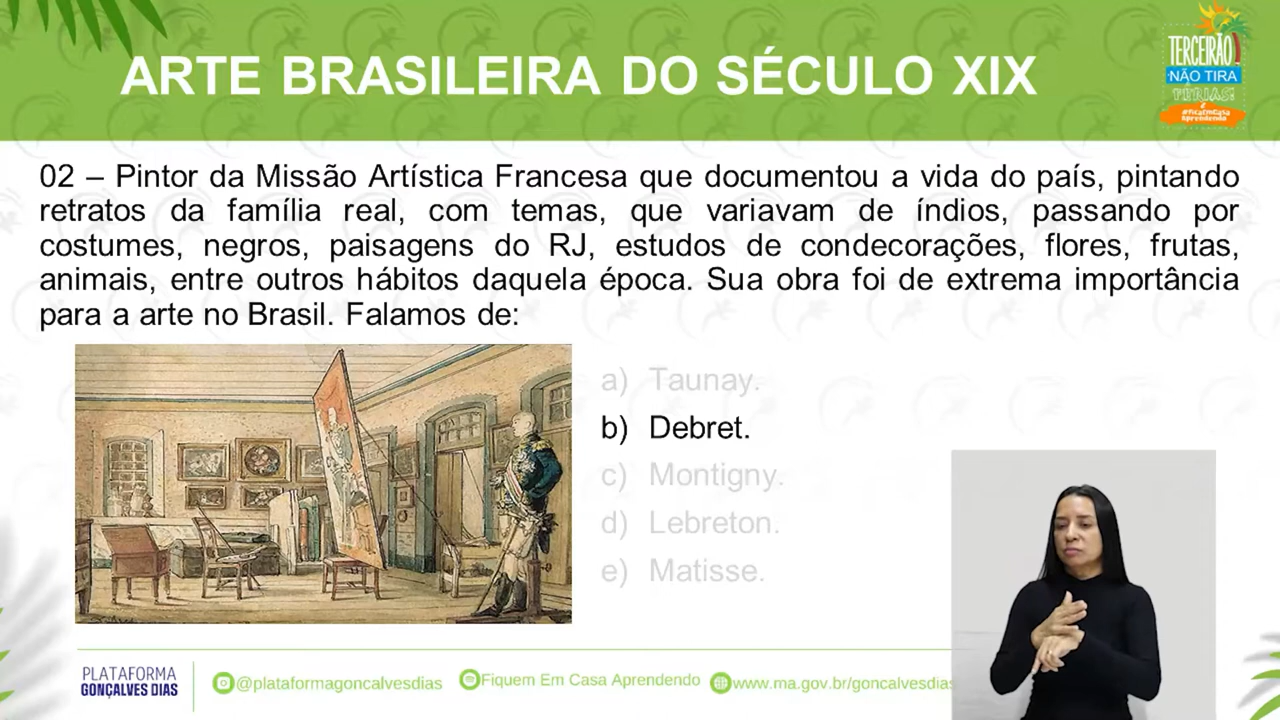 ARTE BRASILEIRA DO SÉCULO XIX
TERCEIRÃO!
NÃO TIRA
FÉRIAS!
é
#FicaEmCasa
Aprendendo
02 – Pintor da Missão Artística Francesa que documentou a vida do país, pintando
retratos da família real, com temas, que variavam de índios, passando por
costumes, negros, paisagens do RJ, estudos de condecorações, flores, frutas,
animais, entre outros hábitos daquela época. Sua obra foi de extrema importância
para a arte no Brasil. Falamos de:
a) Taunay.
b) Debret.
c) Montigny.
d) Lebreton.
e) Matisse.
PLATAFORMA
GONÇALVES DIAS
@plataformagoncalvesdias
Fiquem Em Casa Aprendendo
www.ma.gov.br/goncalvesdias